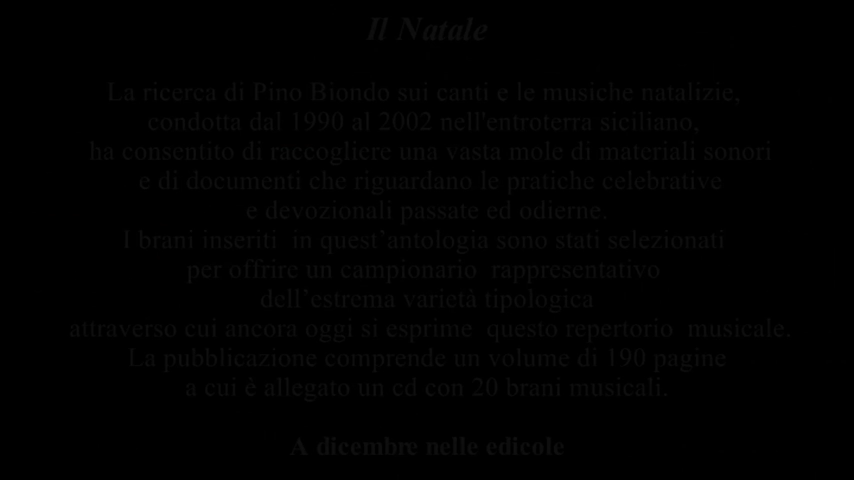 Il Natale
La ricerca di Pino Biondo sui canti e le musiche natalizie,
condotta dal 1990 al 2002 nell'entroterra siciliano,
ha consentito di raccogliere una vasta mole di materiali sonori
e di documenti che riguardano le pratiche celebrative
e devozionali passate ed odierne.
I brani inseriti  in quest’antologia sono stati selezionati
per offrire un campionario  rappresentativo
dell’estrema varietà tipologica
attraverso cui ancora oggi si esprime  questo repertorio  musicale.
La pubblicazione comprende un volume di 190 pagine
a cui è allegato un cd con 20 brani musicali.
A dicembre nelle edicole